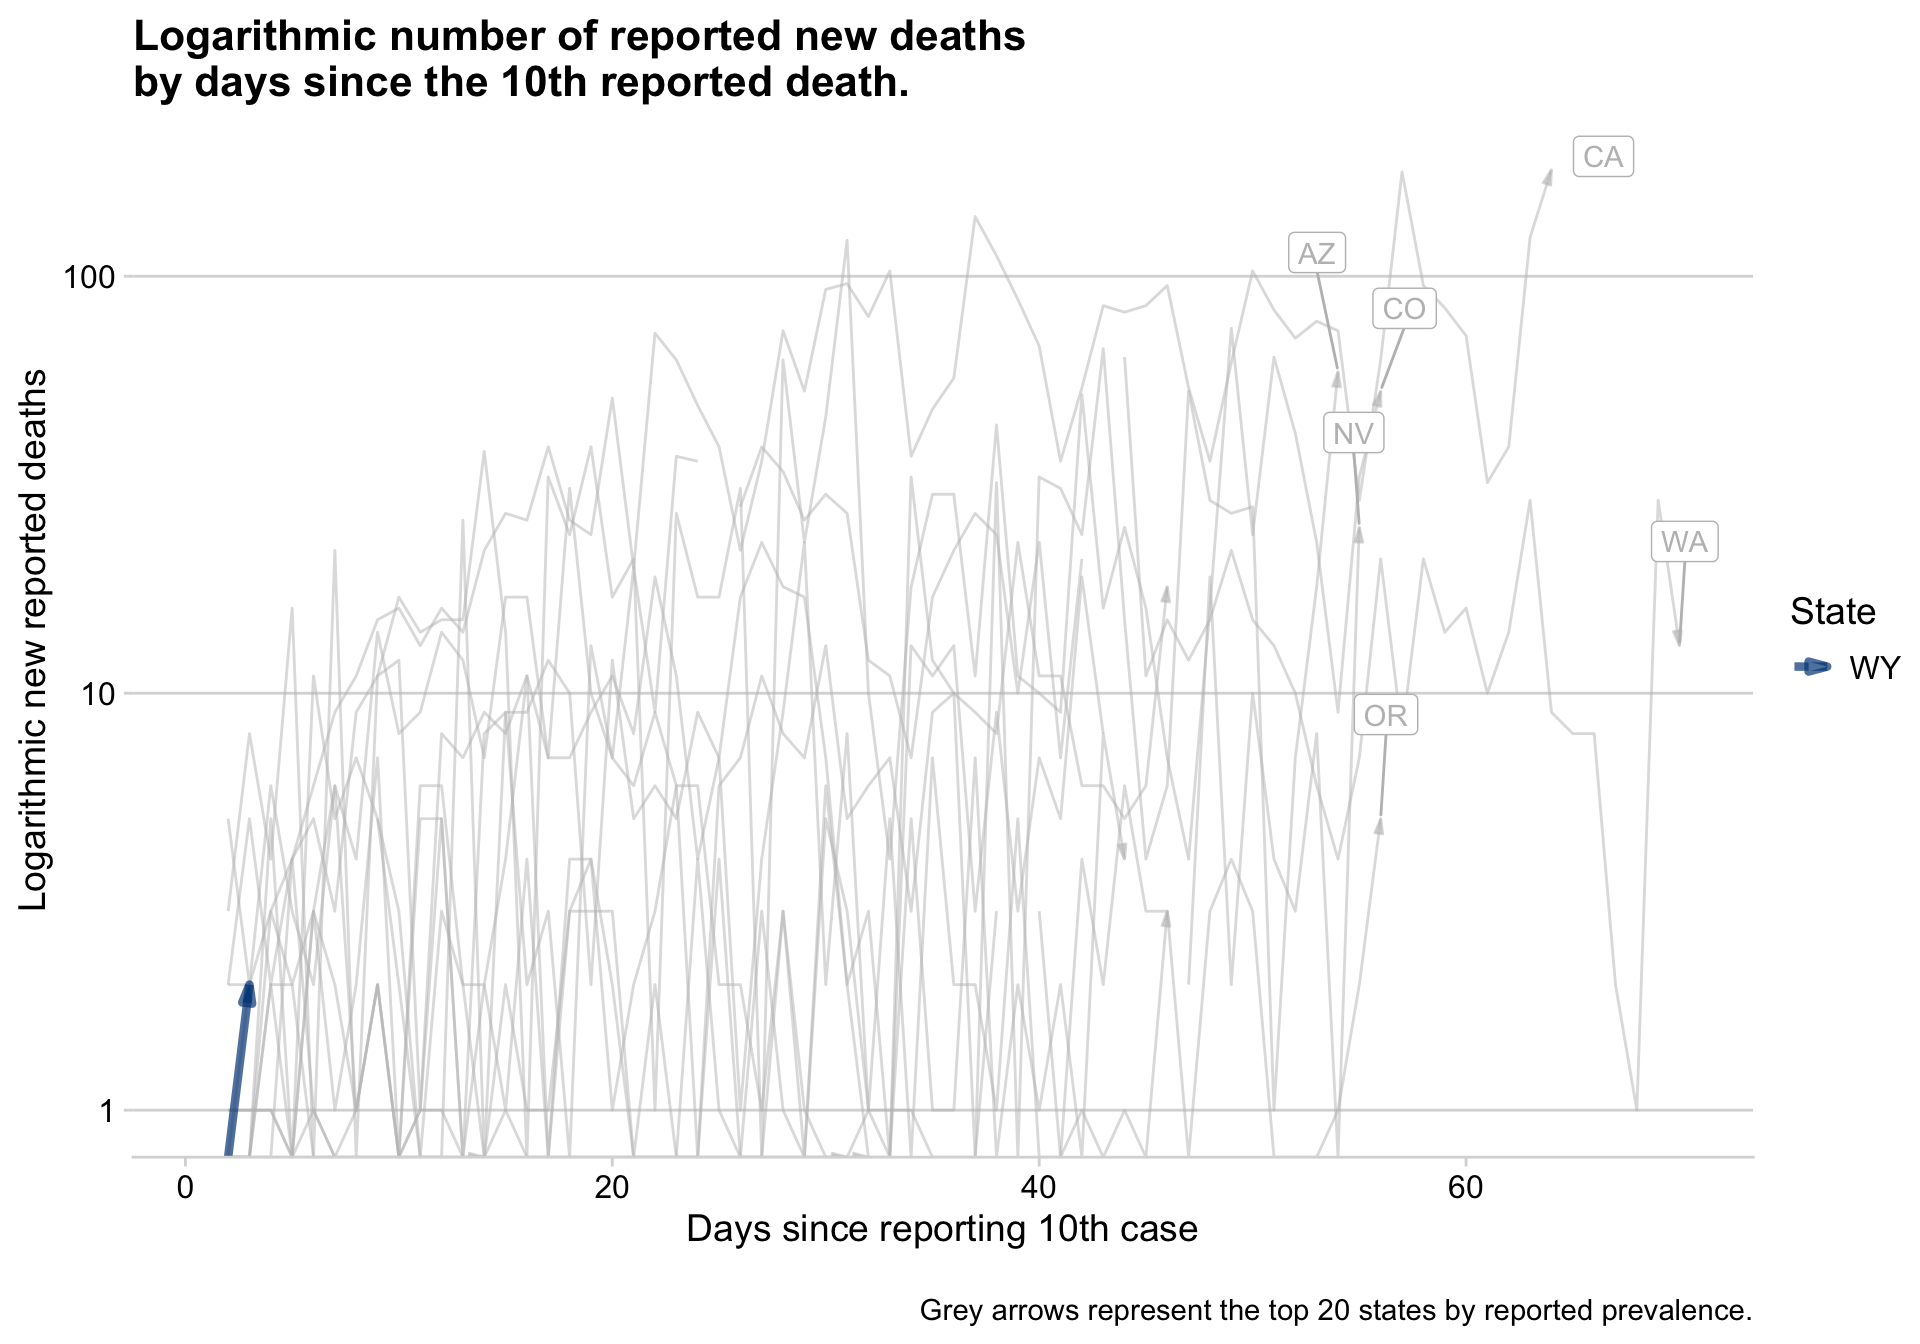 Logarithmic number of reported new deaths
by days since the 10th reported death.
CA
AZ
100
CO
NV
WA
Logarithmic new reported deaths
State
WY
10
OR
1
0 20 40 60
Days since reporting 10th case
Grey arrows represent the top 20 states by reported prevalence.